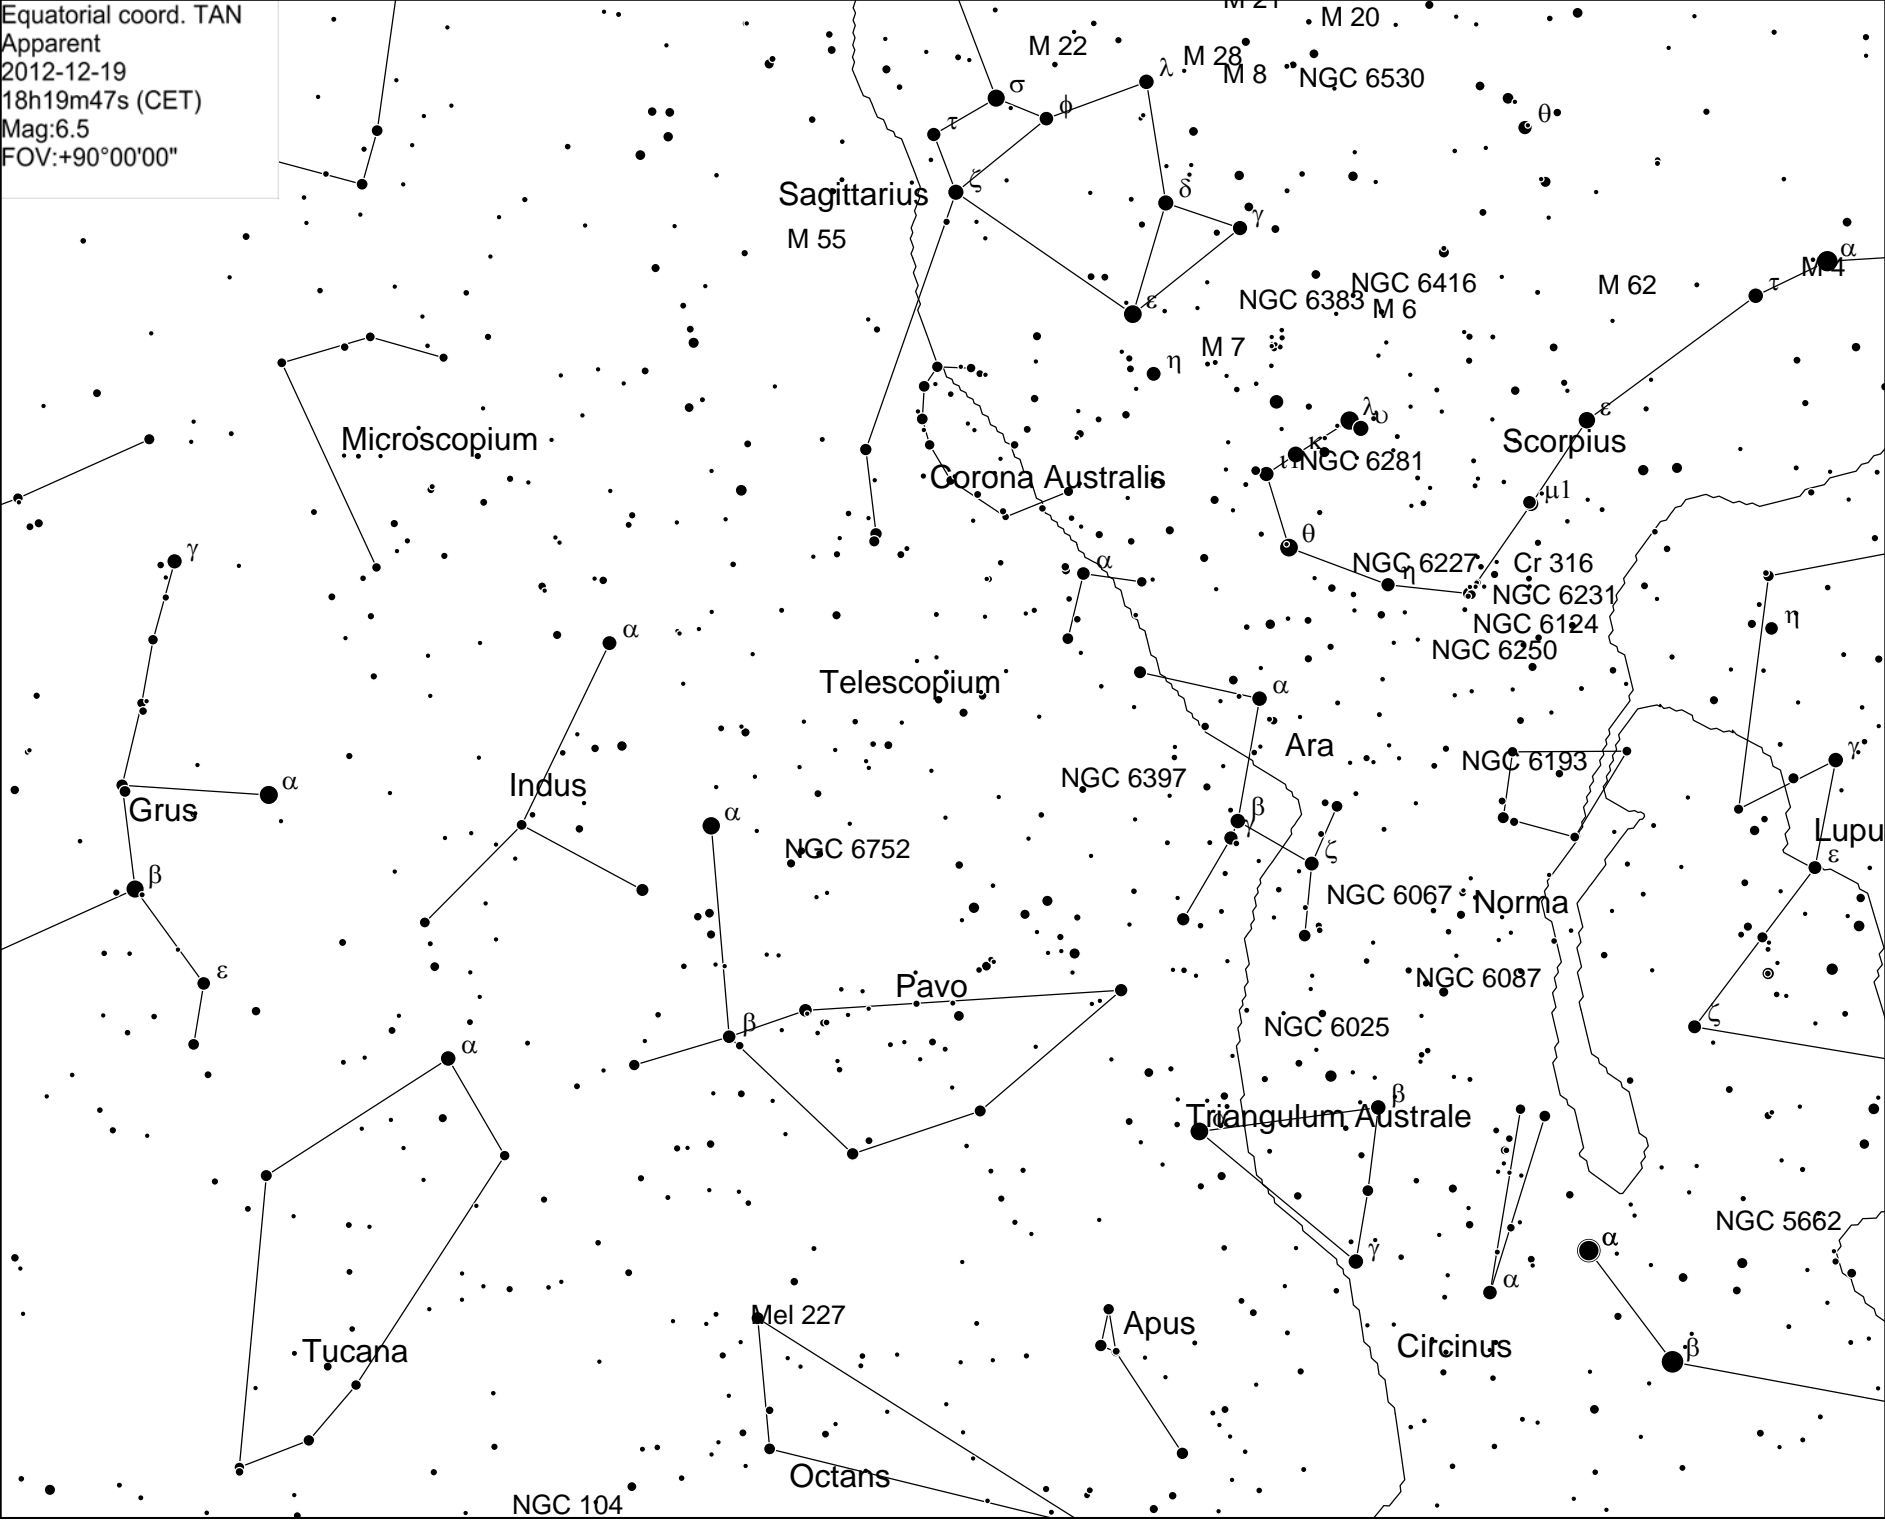 Equatorial coord. TAN
Apparent
2012-12-19
18h19m47s (CET)
Mag:6.5
FOV:+90°00'00"
M 21
M 20
M 22
M 28
λ
M 8
NGC 6530
σ
φ
θ
τ
ζ
Sagittarius
δ
γ
M 55
α
M 4
τ
NGC 6416
M 62
NGC 6383
ε
M 6
M 7
η
λ
υ
ε
Microscopium
κ
Scorpius
ι1
NGC 6281
Corona Australis
μ1
θ
γ
α
NGC 6227
η
Cr 316
NGC 6231
NGC 6124
η
α
NGC 6250
Telescopium
α
Ara
γ
NGC 6193
NGC 6397
Indus
α
Grus
β
γ
α
Lupu
NGC 6752
ζ
ε
β
NGC 6067
Norma
ε
Pavo
NGC 6087
β
NGC 6025
ζ
α
β
Triangulum Australe
α
NGC 5662
γ
α
α
Mel 227
Apus
Tucana
Circinus
β
Octans
NGC 104